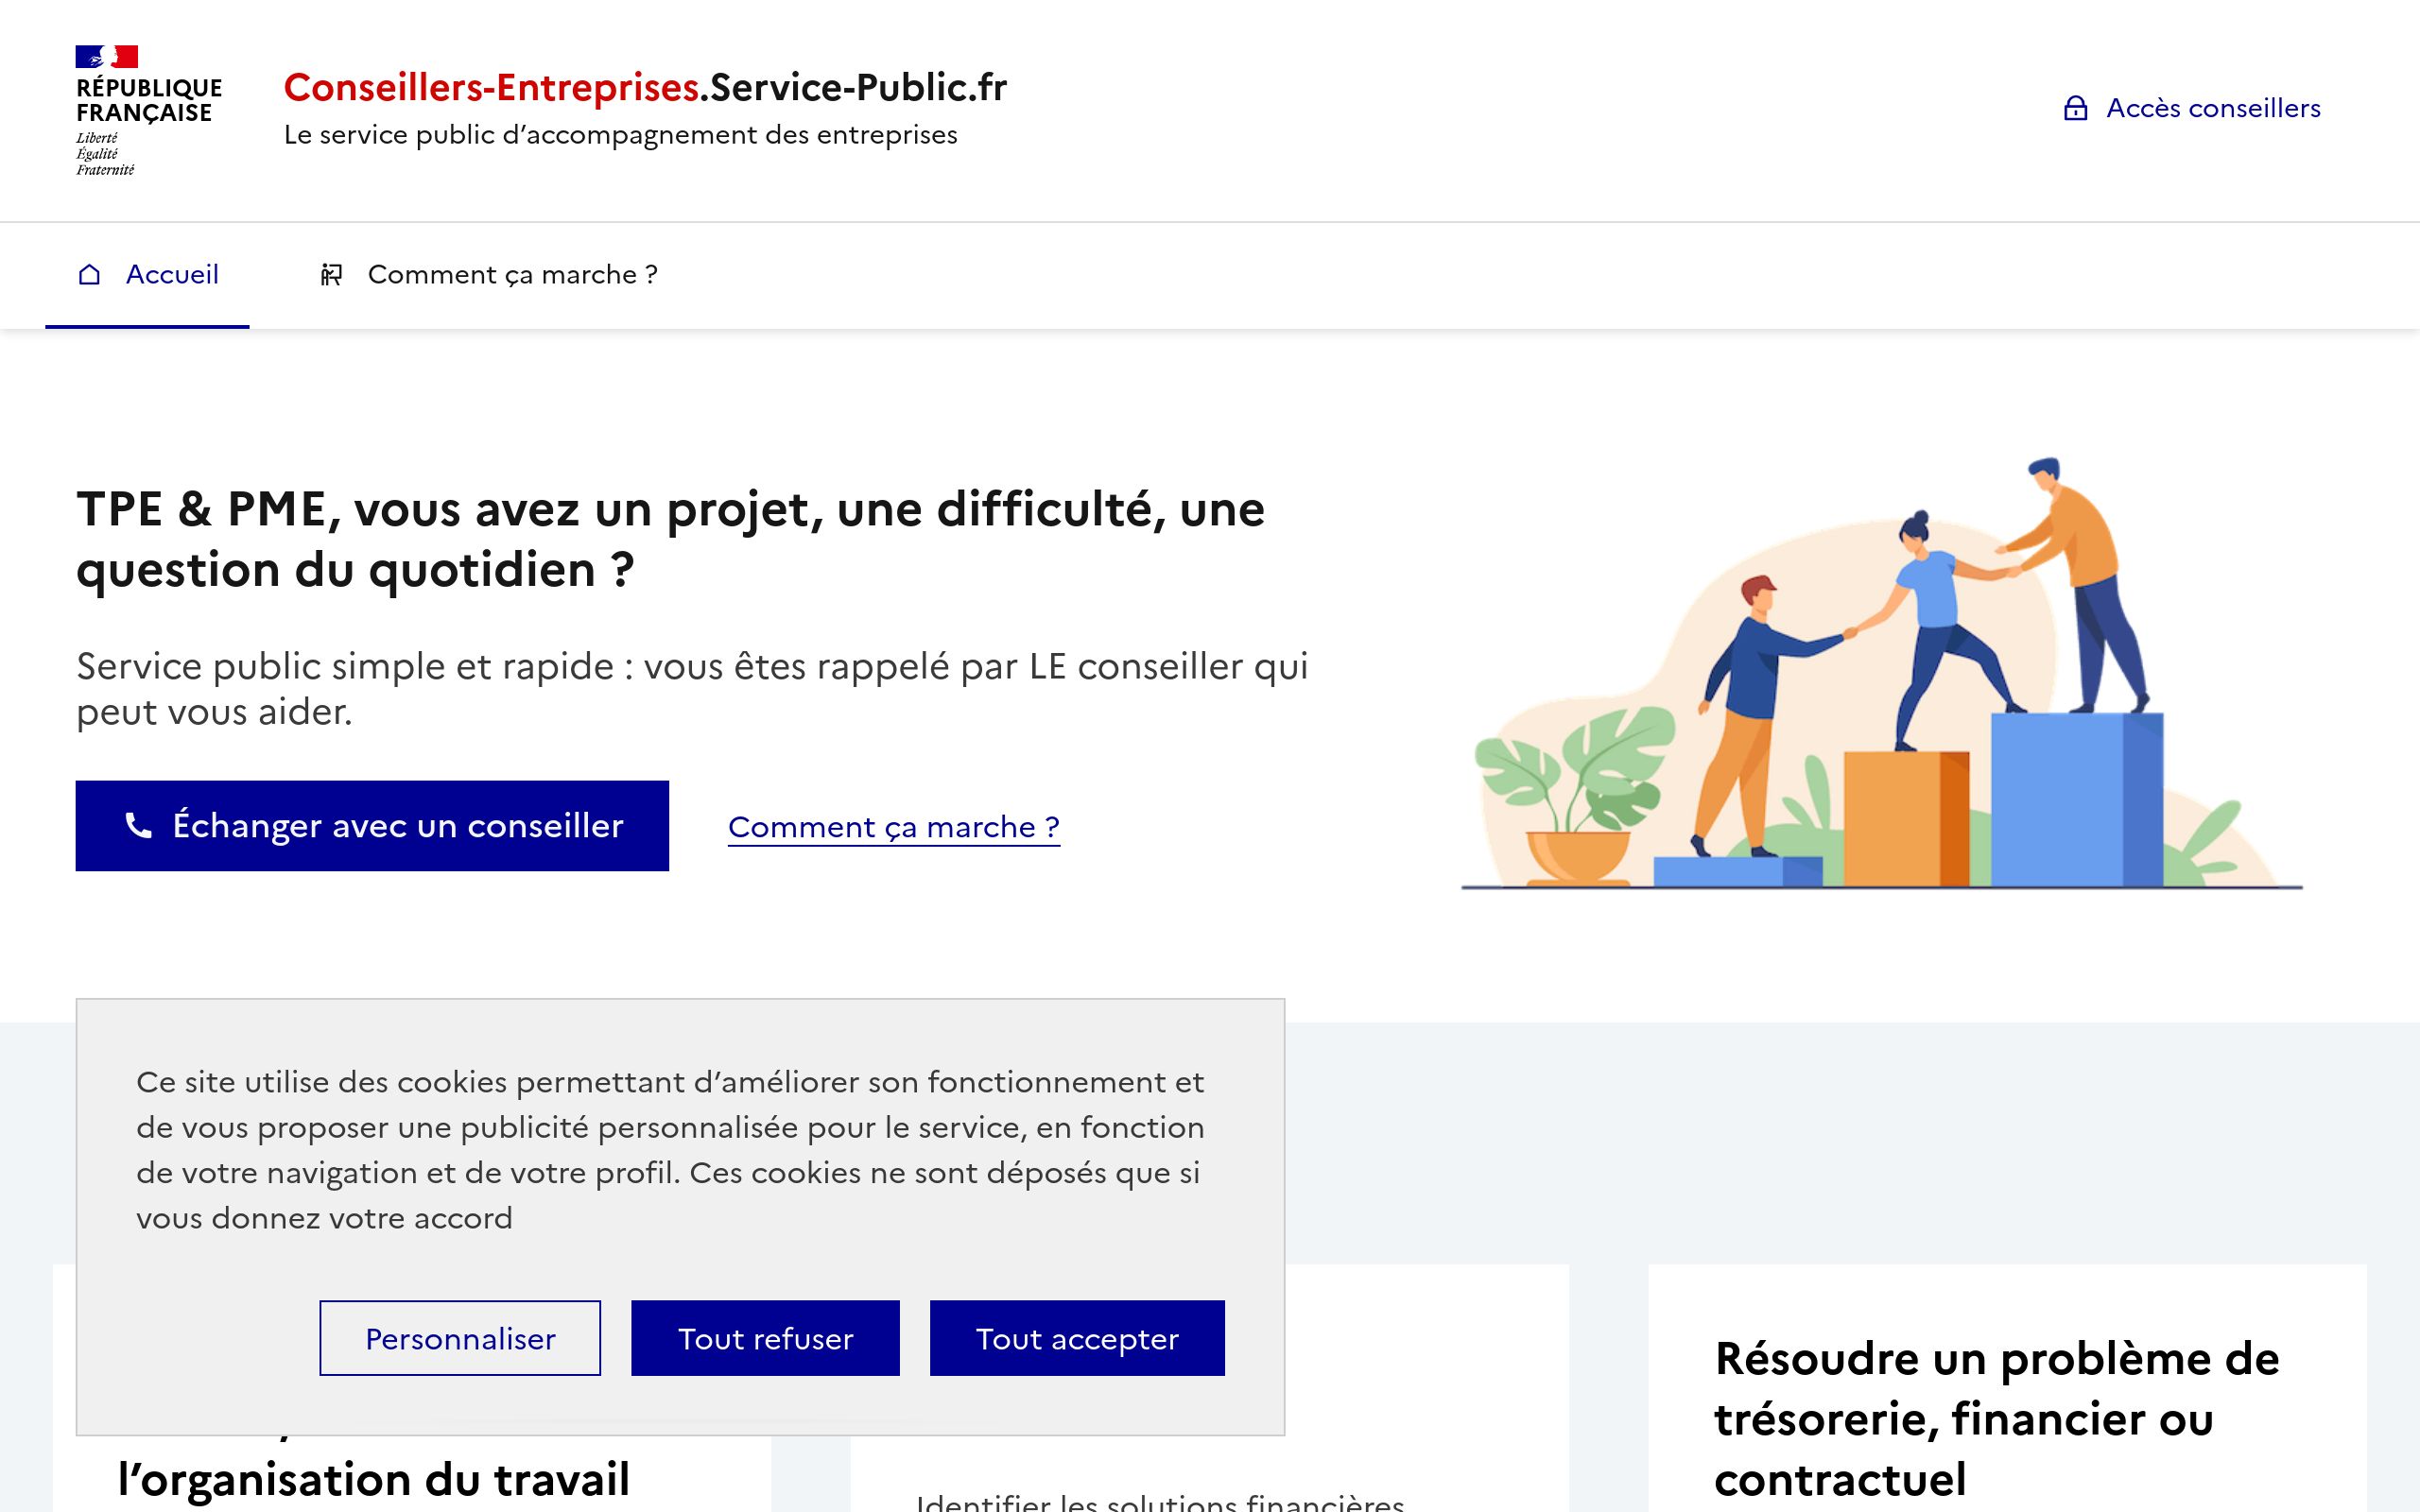 RÉPUBLIQUE
FRANÇAISE
Liberté
Égalité
Fraternité
Conseillers-Entreprises.Service-Public.fr
Le service public d’accompagnement des entreprises
Accès conseillers
Accueil
Comment ça marche ?
TPE & PME, vous avez un projet, une difficulté, une
question du quotidien ?
Service public simple et rapide : vous êtes rappelé par LE conseiller qui
peut vous aider.
Échanger avec un conseiller
Comment ça marche ?
Ce site utilise des cookies permettant d’améliorer son fonctionnement et
de vous proposer une publicité personnalisée pour le service, en fonction
de votre navigation et de votre profil. Ces cookies ne sont déposés que si
vous donnez votre accord
Personnaliser
Tout refuser
Tout accepter
l’organisation du travail
Identifier les solutions financières
Résoudre un problème de
trésorerie, financier ou
contractuel